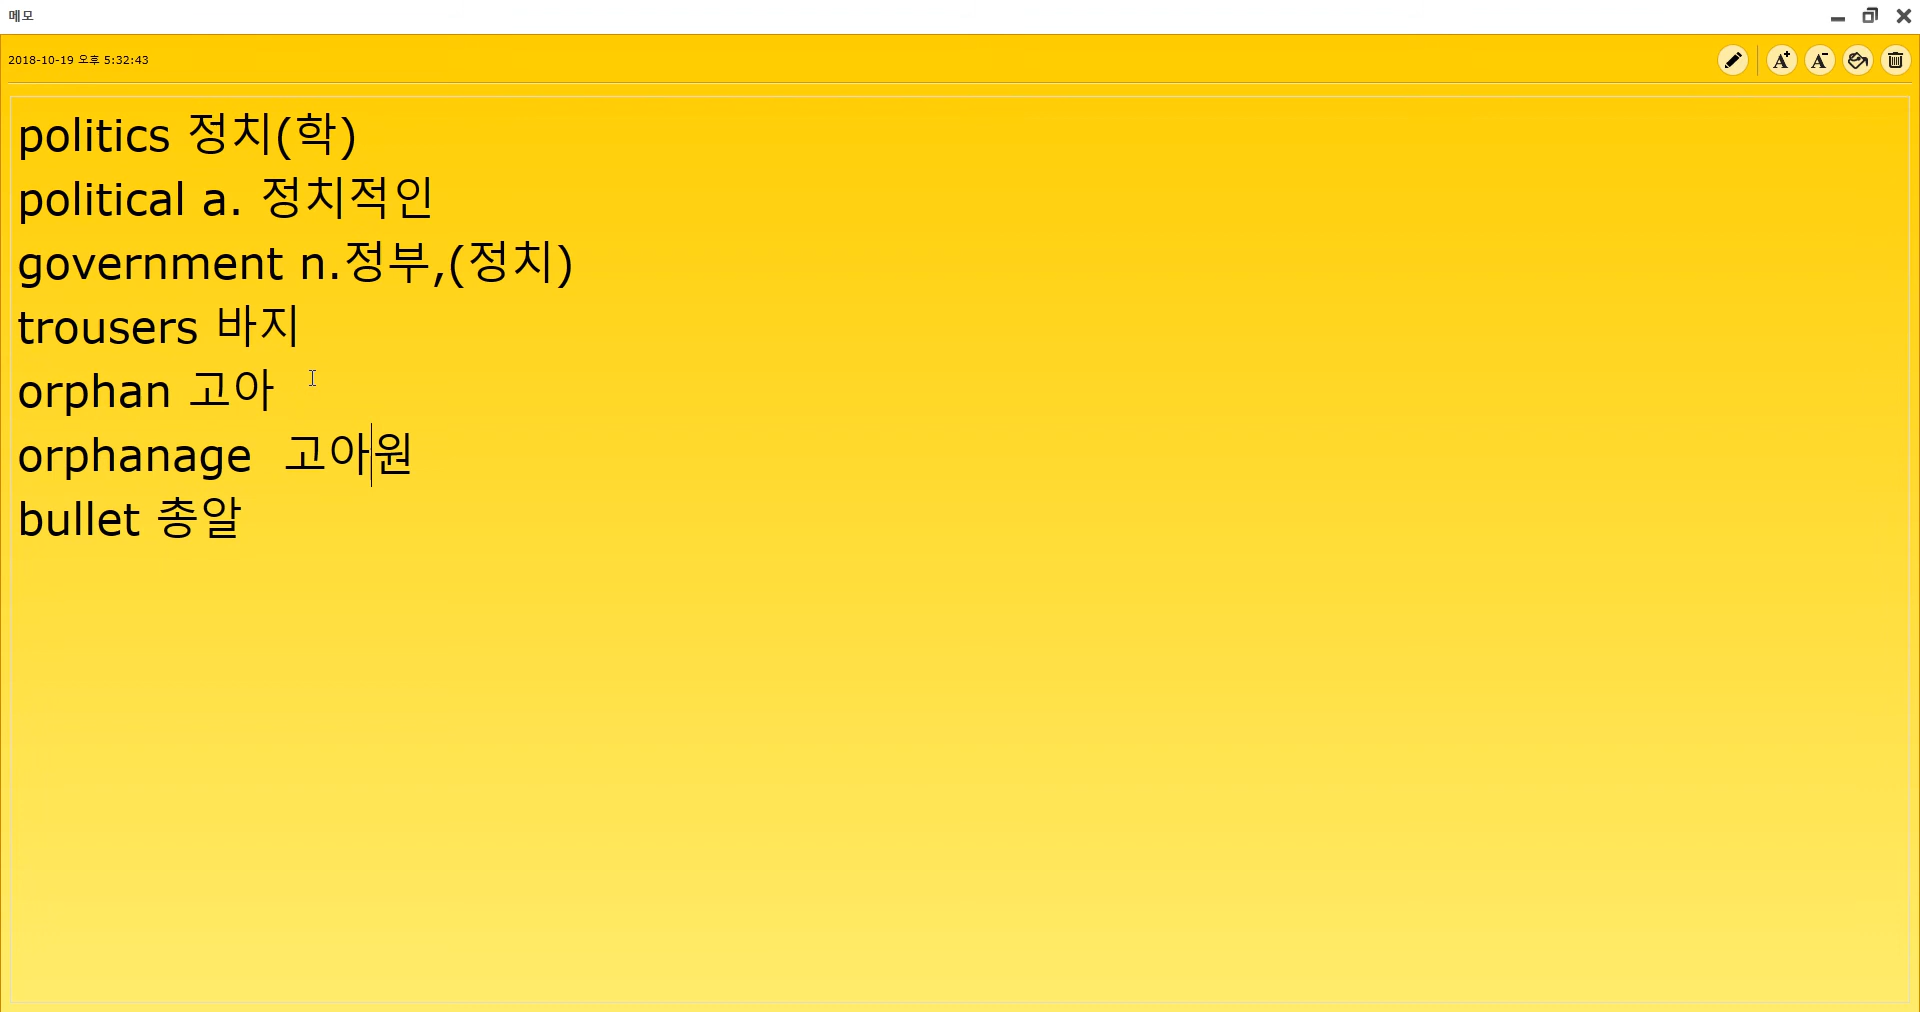 메모
2018-10-19 오후 5:32:43
politics 정치(학)
political a. 정치적인
government n.정부,(정치)
trousers 바지
orphan 고아
orphanage  고아원
bullet 총알